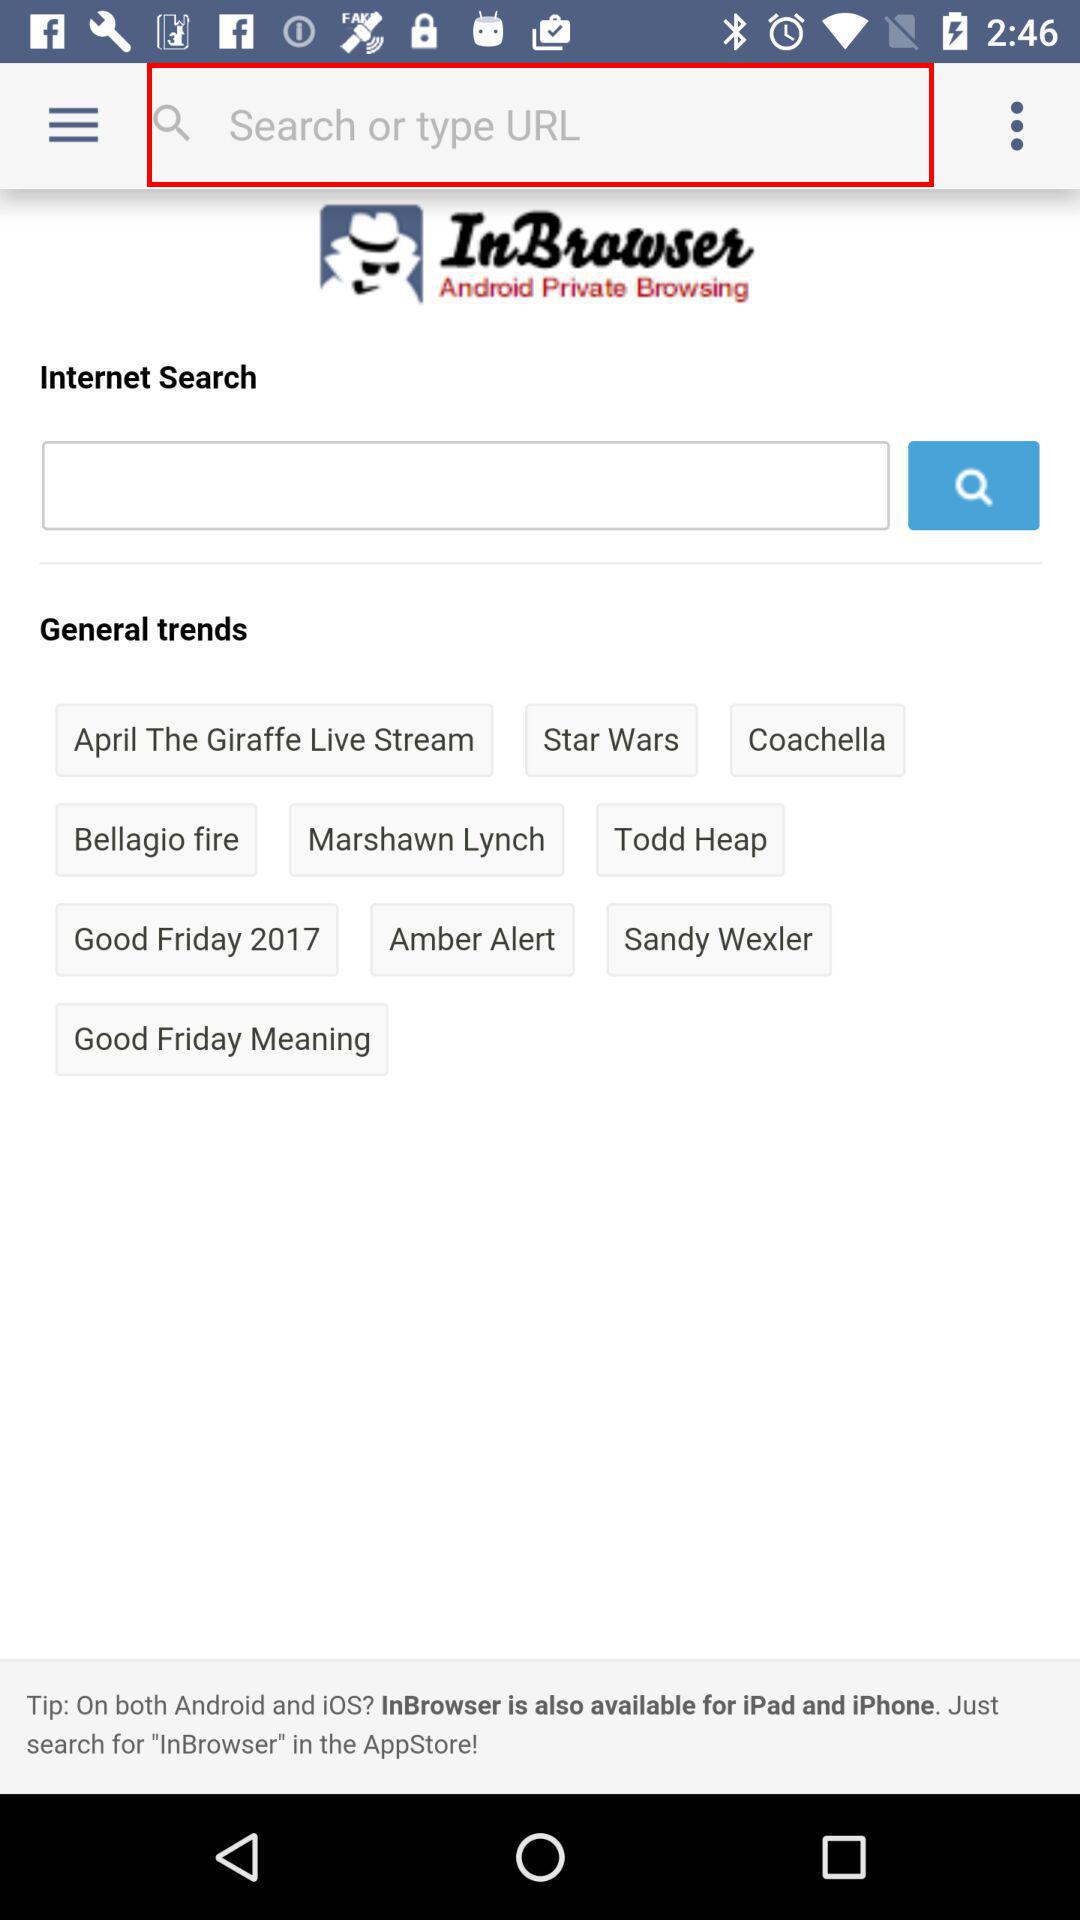 FAKE
2:46
Search or type URL
InBrowser
Android Private Browsing
Internet Search
General trends
April The Giraffe Live Stream
Star Wars
Coachella
Bellagio fire
Marshawn Lynch
Todd Heap
Good Friday 2017
Amber Alert
Sandy Wexler
Good Friday Meaning
Tip: On both Android and iOS? InBrowser is also available for iPad and iPhone. Just
search for "InBrowser" in the AppStore!